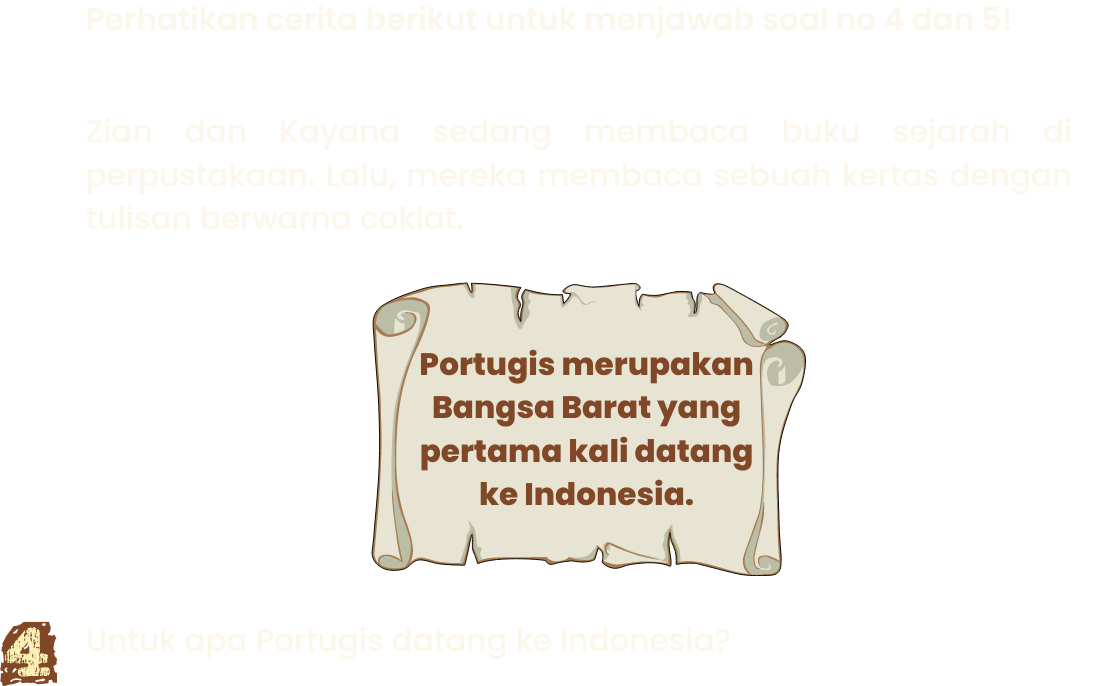 Perhatikan cerita berikut untuk menjawab soal no 4 dan 5!
Zian dan Kayana sedang membaca buku sejarah di
perpustakaan. Lalu, mereka membaca sebuah kertas dengan
tulisan berwarna coklat.
Portugis merupakan
Bangsa Barat yang
pertama kali datang
ke Indonesia.
4 Untuk apa Portugis datang ke Indonesia?